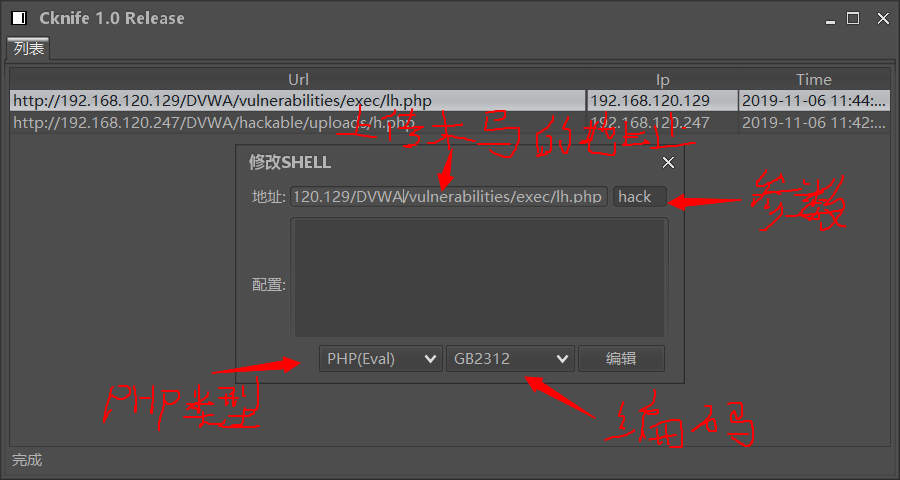 Cknife 1.0 Release
列表
Url Ip Time
http://192.168.120.129/DVWA/vulnerabilities/exec/lh.php 192.168.120.129 2019-11-06 11:44:...
http://192.168.120.247/DVWA/hackable/uploads/h.php 192.168.120.247 2019-11-06 11:42:...
上传木马的地址
修改SHELL
地址: 120.129/DVWA/vulnerabilities/exec/lh.php hack
参数
配置:
PHP(Eval) GB2312 编辑
PHP类型
编码
完成